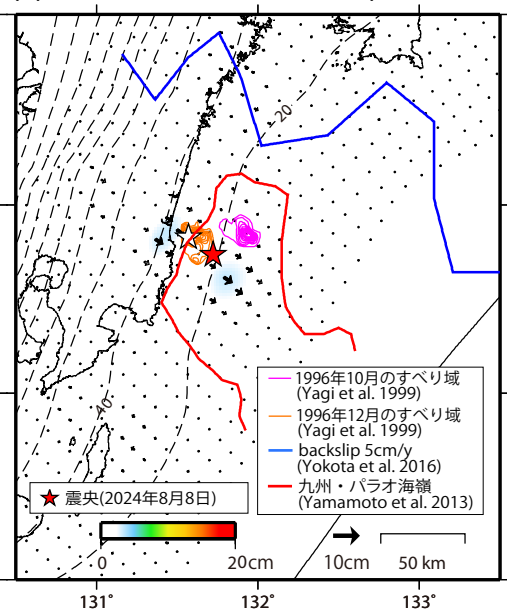 20
40
1996年10月のすべり域
(Yagi et al. 1999)
1996年12月のすべり域
(Yagi et al. 1999)
backslip 5cm/y
(Yokota et al. 2016)
九州・パラオ海嶺
(Yamamoto et al. 2013)
震央(2024年8月8日)
0
20cm
10cm
50 km
131°
132°
133°